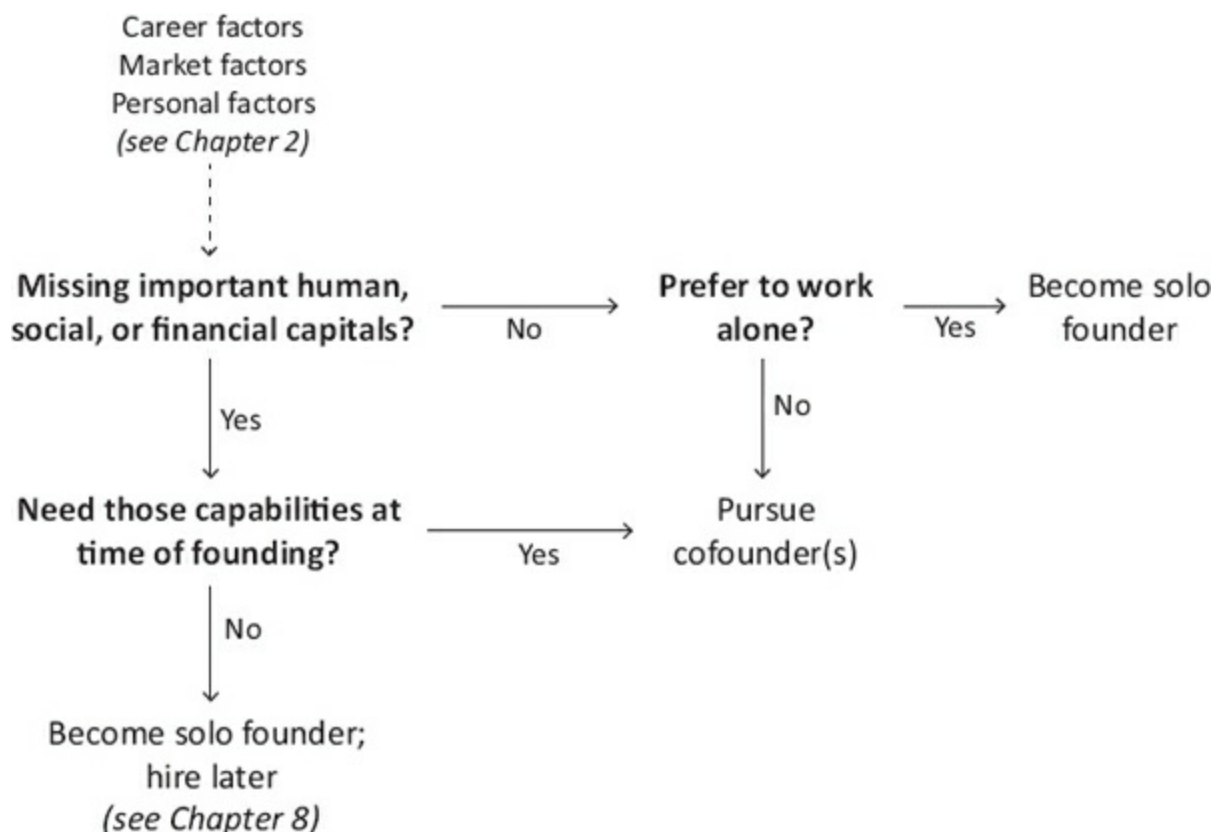 Career factors
Market factors
Personal factors
(see Chapter 2)
Missing important human,
social, or financial capitals?
No
Prefer to work
alone?
Yes
Become solo
founder
Yes
No
Need those capabilities at
time of founding?
Yes
Pursue
cofounder(s)
No
Become solo founder;
hire later
(see Chapter 8)